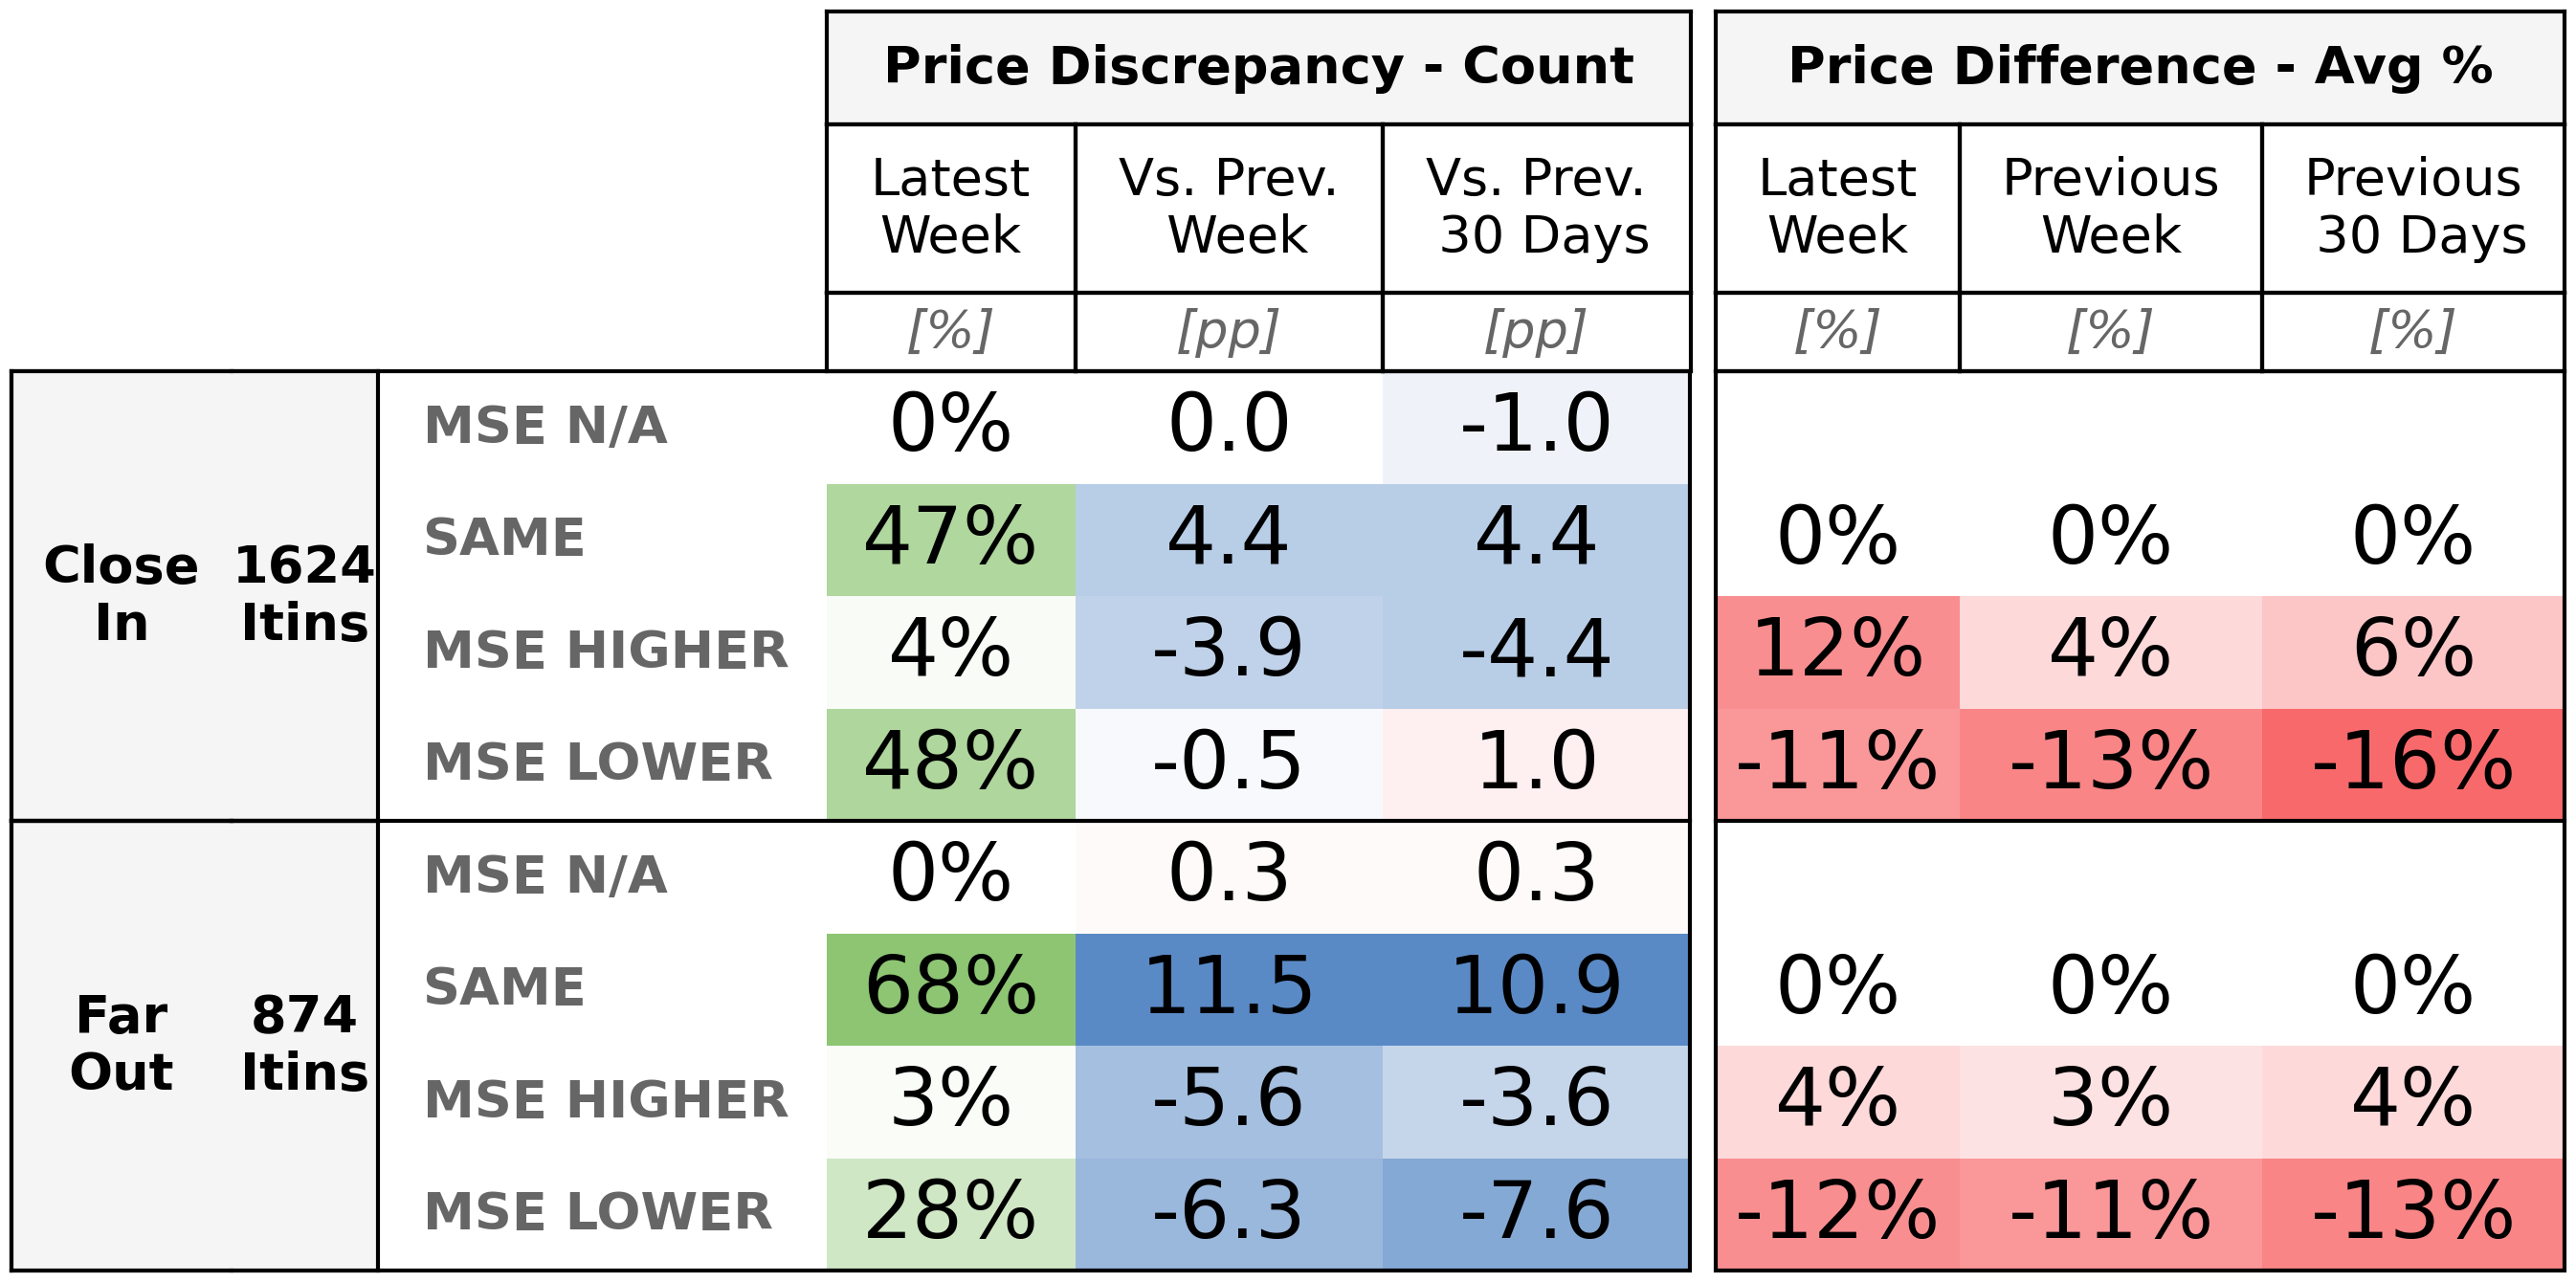 Price Discrepancy - Count Price Difference - Avg %
Latest Week Vs. Prev. Week Vs. Prev. 30 Days Latest Week Previous Week Previous 30 Days
[%] [pp] [pp] [%] [%] [%]
Close In 1624 Itins
MSE N/A 0% 0.0 -1.0
SAME 47% 4.4 4.4 0% 0% 0%
MSE HIGHER 4% -3.9 -4.4 12% 4% 6%
MSE LOWER 48% -0.5 1.0 -11% -13% -16%
Far Out 874 Itins
MSE N/A 0% 0.3 0.3
SAME 68% 11.5 10.9 0% 0% 0%
MSE HIGHER 3% -5.6 -3.6 4% 3% 4%
MSE LOWER 28% -6.3 -7.6 -12% -11% -13%